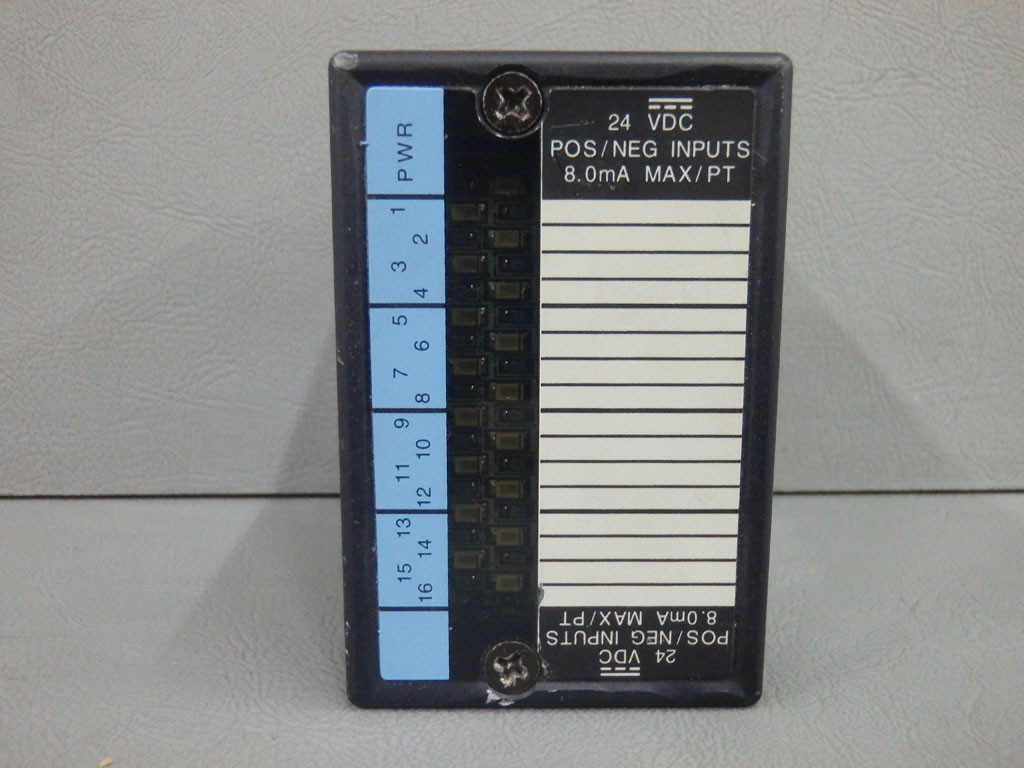 PWR
1
2
3
4
5
6
7
8
9
10
11
12
13
14
15
16
24 VDC
POS/NEG INPUTS
8.0mA MAX/PT
24 VDC
POS/NEG INPUTS
8.0mA MAX/PT